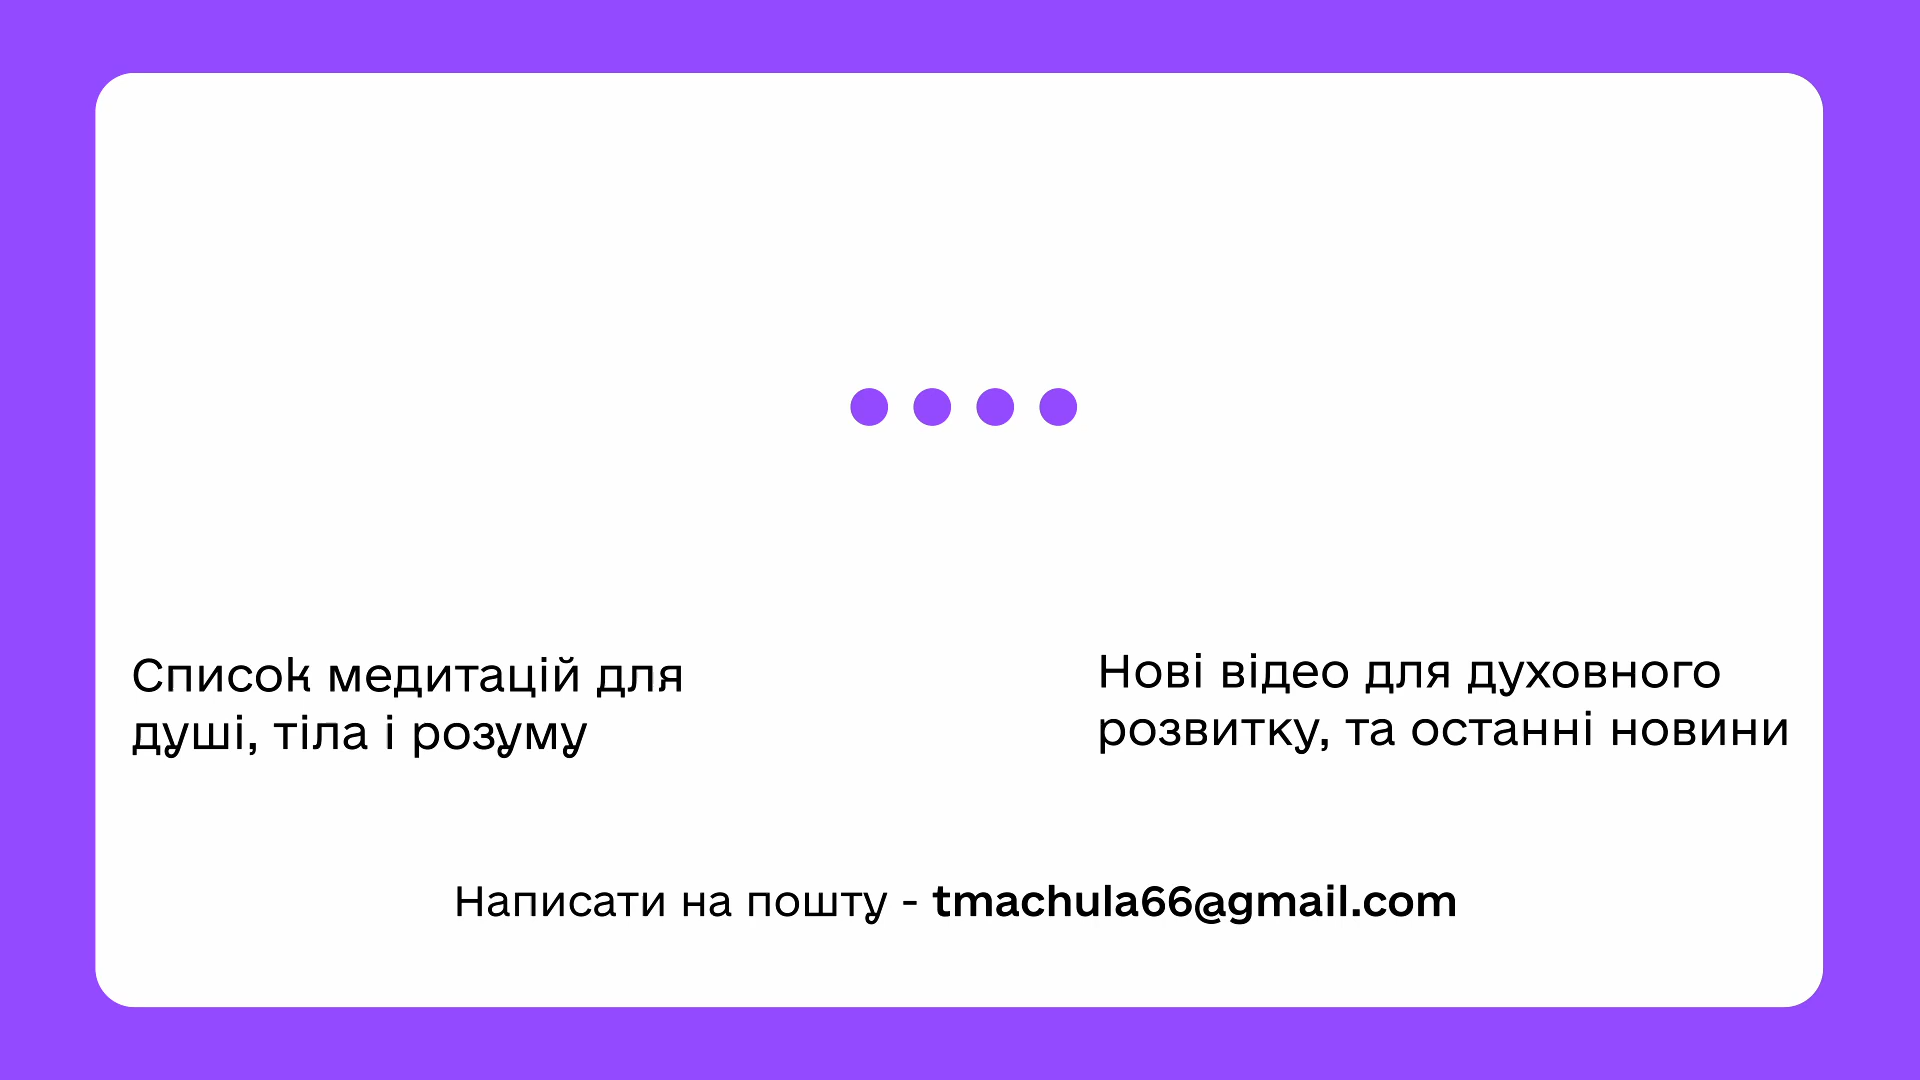 Список медитацій для
душі, тіла і розуму
Нові відео для духовного
розвитку, та останні новини
Написати на пошту - tmachula66@gmail.com